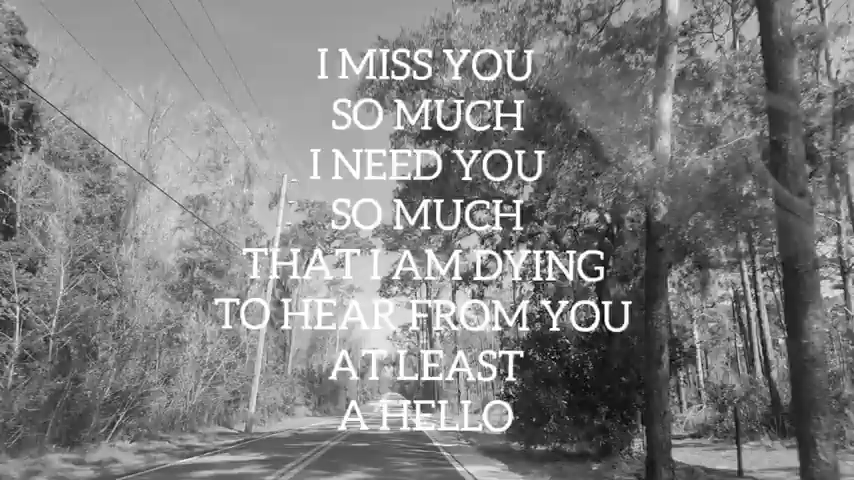 I MISS YOU
SO MUCH
I NEED YOU
SO MUCH
THAT I AM DYING
TO HEAR FROM YOU
AT LEAST
A HELLO